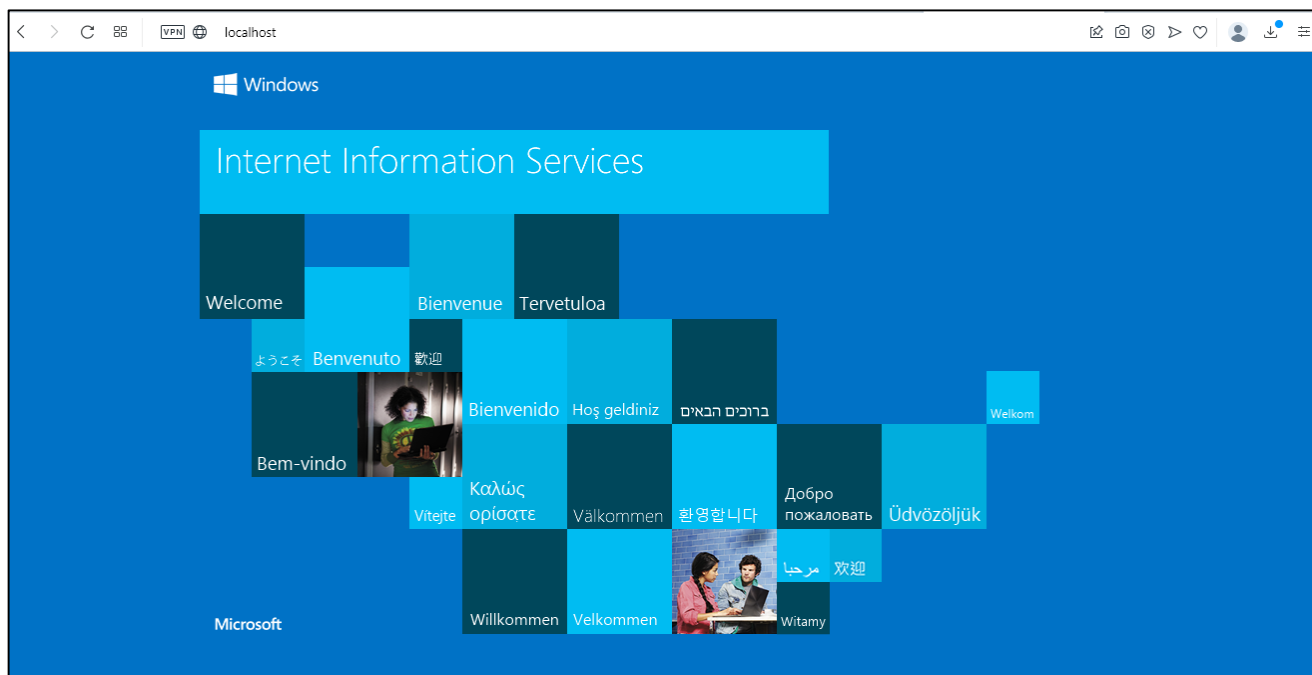 VPN localhost
Windows
Internet Information Services
Welcome
Bienvenue
Tervetuloa
ようこそ
Benvenuto
歡迎
Bienvenido
Hoş geldiniz
ברוכים הבאים
Welkom
Bem-vindo
Vítejte
Καλώς
ορίσατε
Välkommen
환영합니다
Добро
пожаловать
Üdvözöljük
مرحبا
欢迎
Microsoft
Willkommen
Velkommen
Witamy